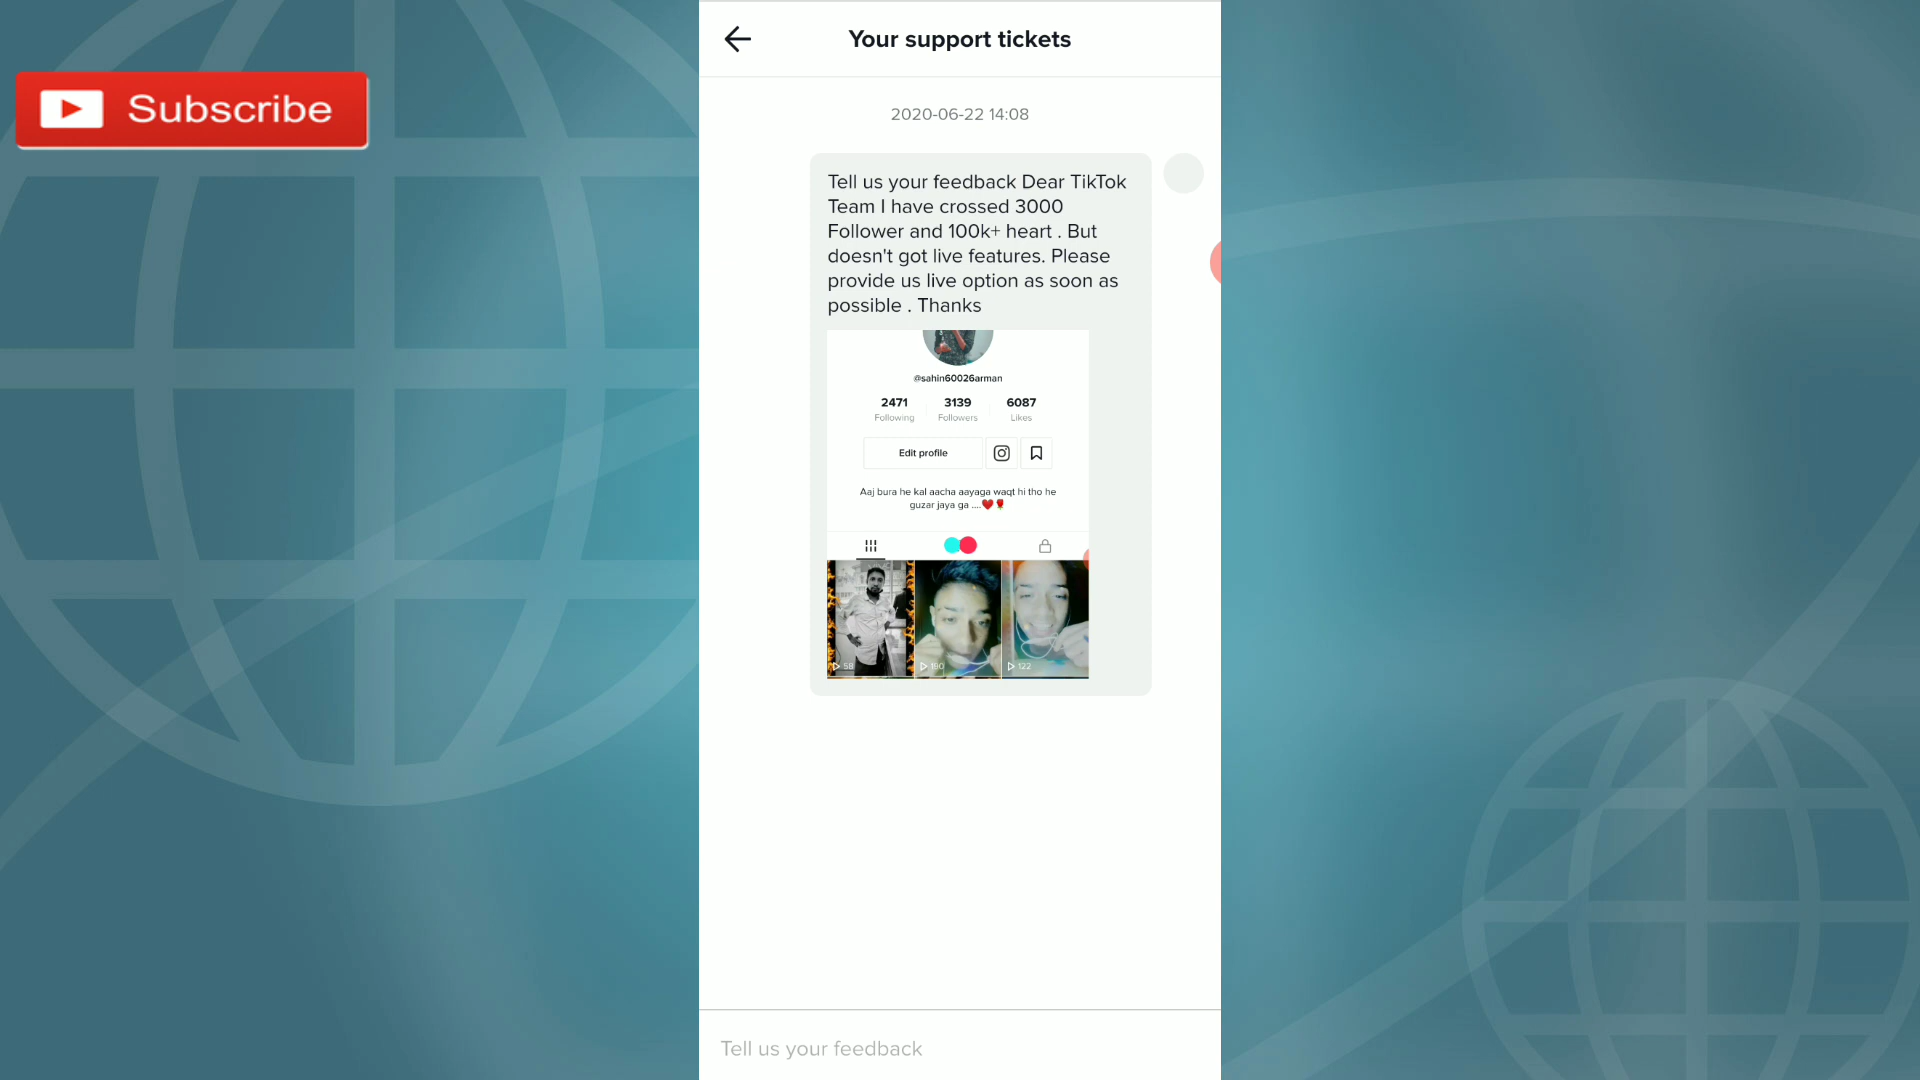 Subscribe
Your support tickets
2020-06-22 14:08
Tell us your feedback Dear TikTok
Team I have crossed 3000
Follower and 100k+ heart . But
doesn't got live features. Please
provide us live option as soon as
possible . Thanks
@sahin60026arman
2471 3139 6087
Following Followers Likes
Edit profile
Aaj bura he kal aacha aayaga waqt hi tho he
guzar jaya ga ....❤️🌹
58 190 122
Tell us your feedback